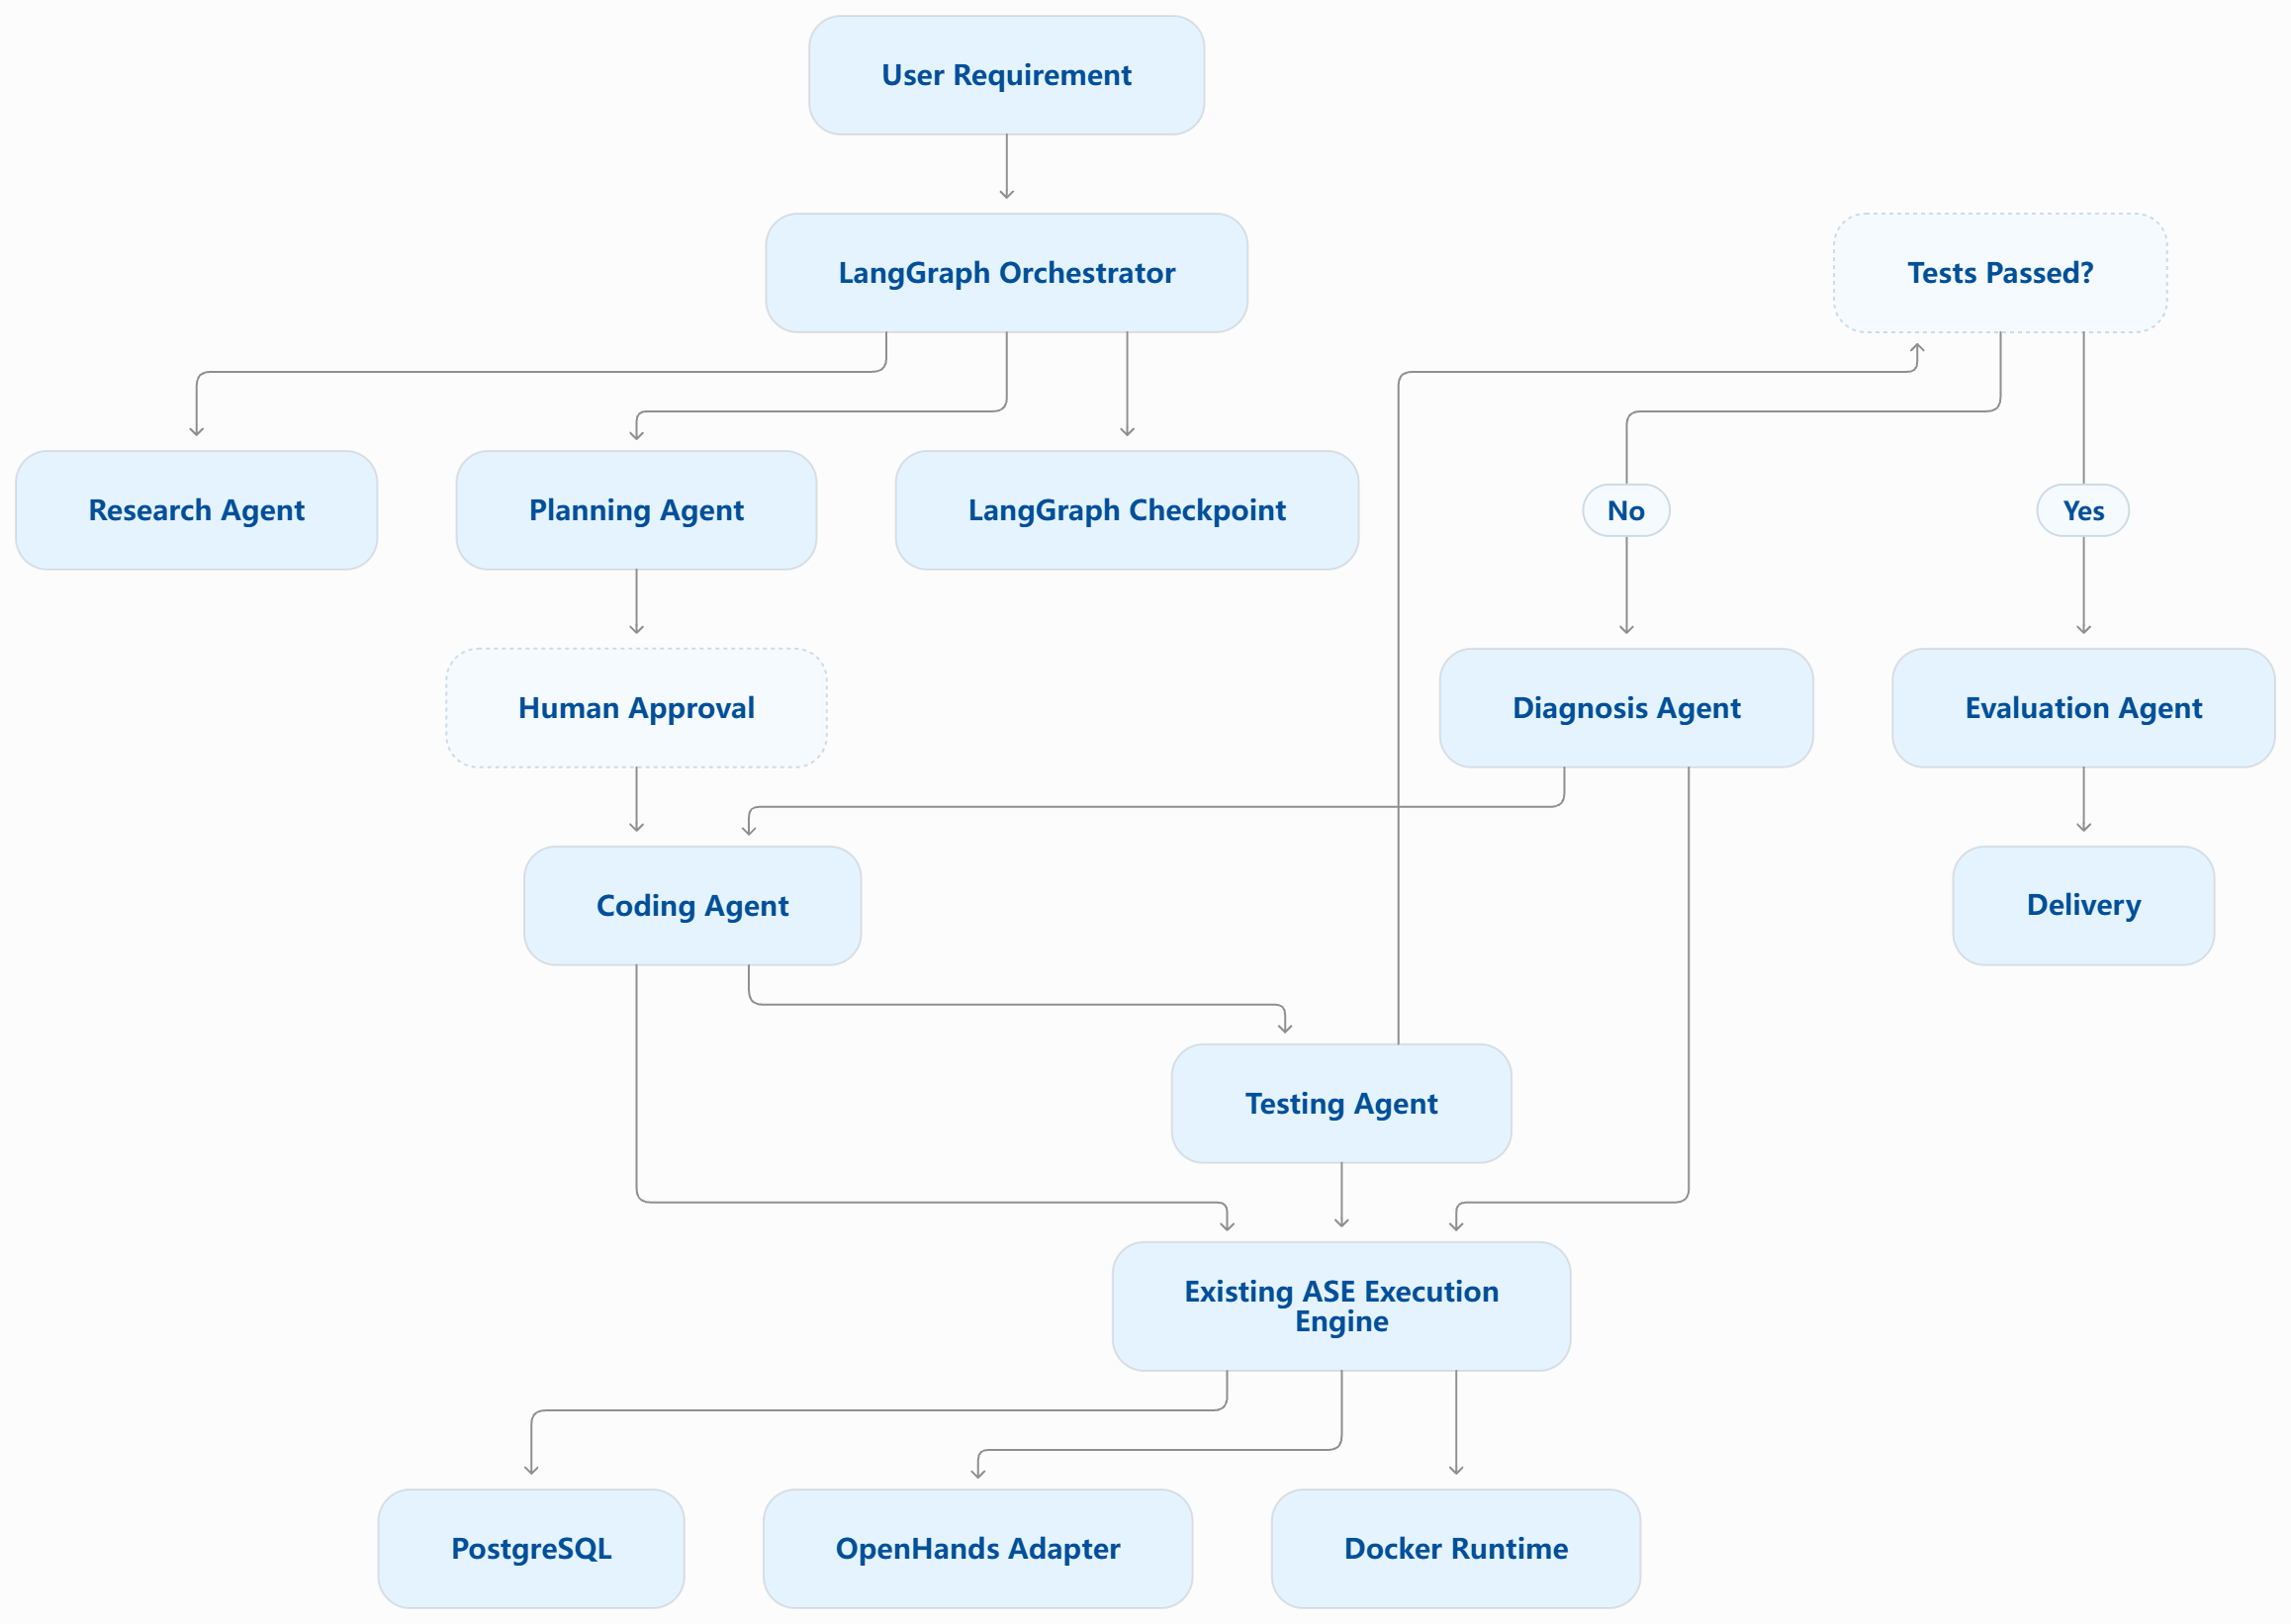 User Requirement
LangGraph Orchestrator
Tests Passed?
Research Agent
Planning Agent
LangGraph Checkpoint
No
Yes
Human Approval
Diagnosis Agent
Evaluation Agent
Coding Agent
Delivery
Testing Agent
Existing ASE Execution
Engine
PostgreSQL
OpenHands Adapter
Docker Runtime